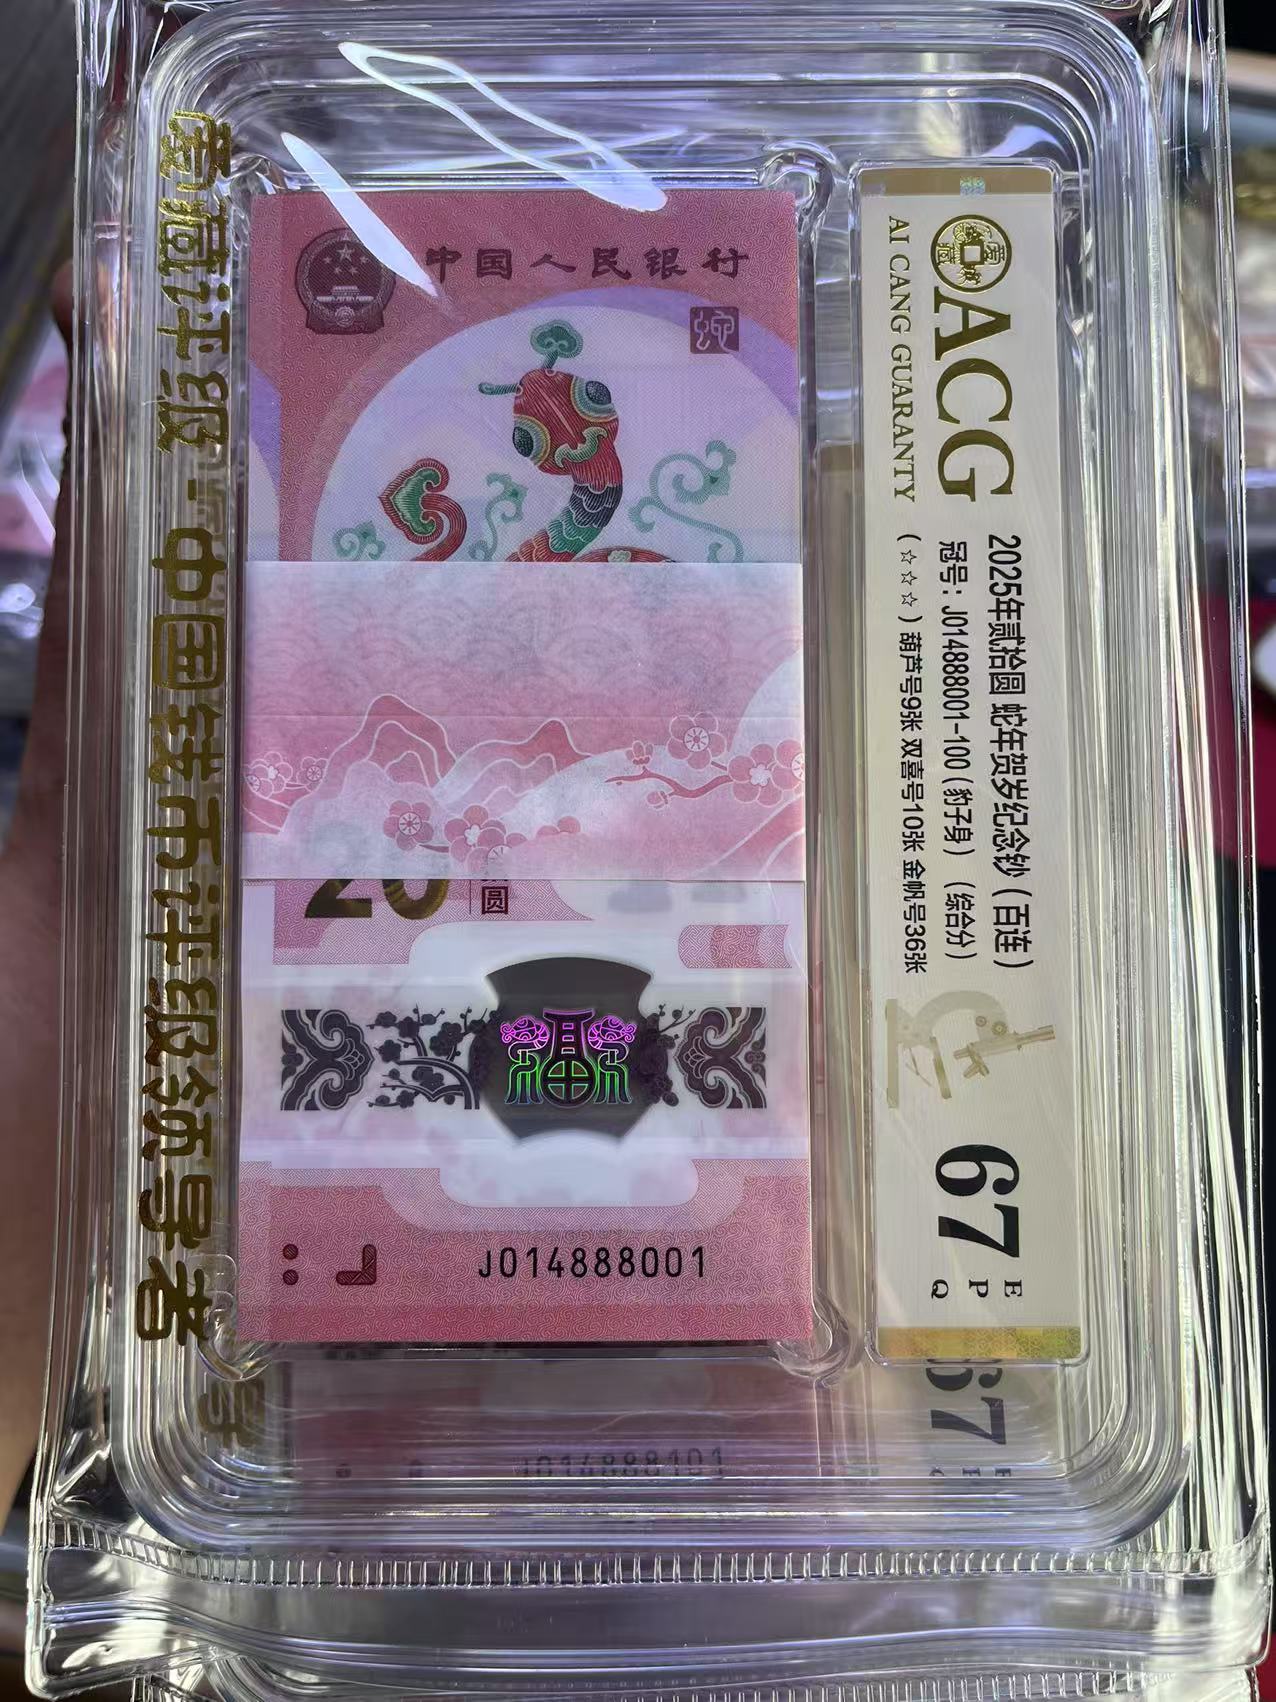 爱藏评级·中国钱币评级领导者
中国人民银行
蛇
20
圆
福
J014888001
ACG
AI CANG GUARANTY
2025年贰拾圆 蛇年贺岁纪念钞(百连)
冠号:J014888001-100(豹子身) (综合分)
(☆☆☆)葫芦号9张 双喜号10张 金帆号36张
67
E
P
Q
J014888101
67